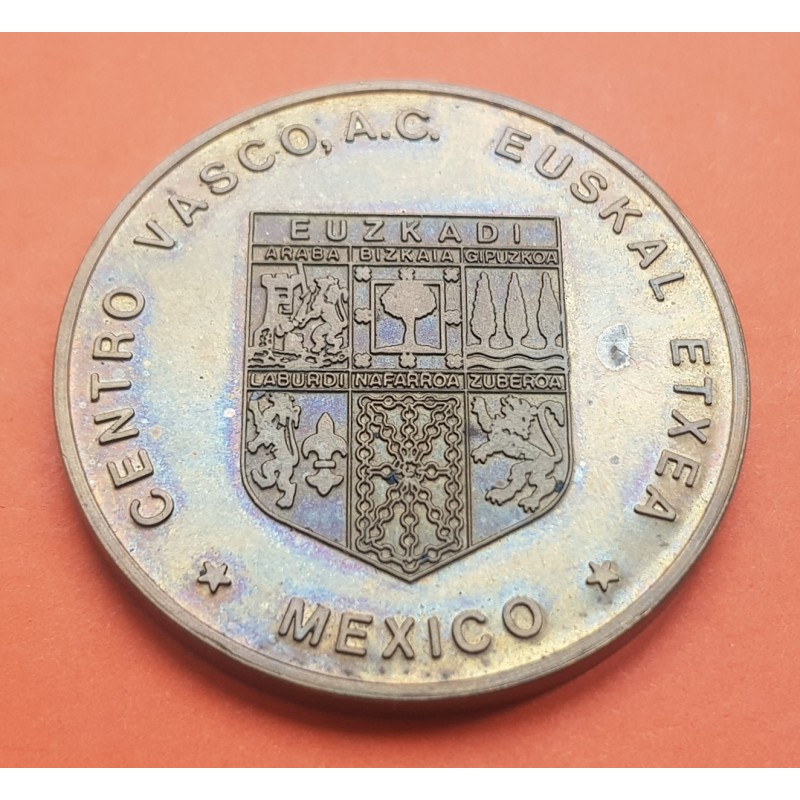 CENTRO VASCO, A.C. EUSKAL ETXEA
MEXICO
EUZKADI
ARABA BIZKAIA GIPUZKOA
LABURDI NAFARROA ZUBEROA